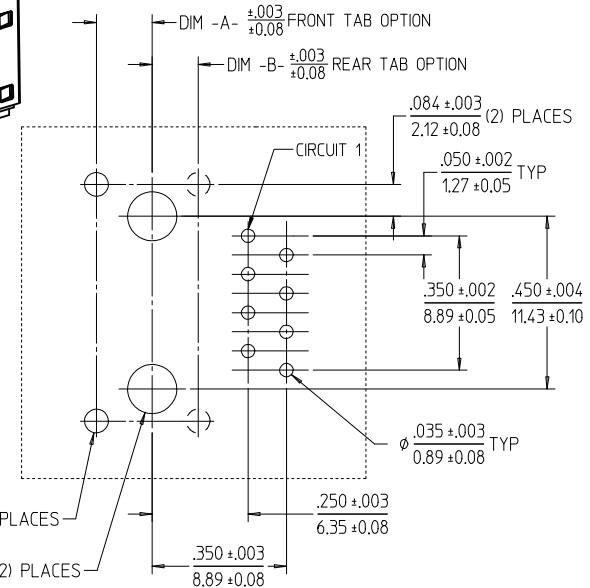 DIM -A- ±.003 FRONT TAB OPTION
±0.08
DIM -B- ±.003 REAR TAB OPTION
±0.08
.084 ±.003 (2) PLACES
2.12 ±0.08
CIRCUIT 1
.050 ±.002 TYP
1.27 ±0.05
.350 ±.002
8.89 ±0.05
.450 ±.004
11.43 ±0.10
ϕ .035 ±.003 TYP
0.89 ±0.08
PLACES
.250 ±.003
6.35 ±0.08
2) PLACES
.350 ±.003
8.89 ±0.08